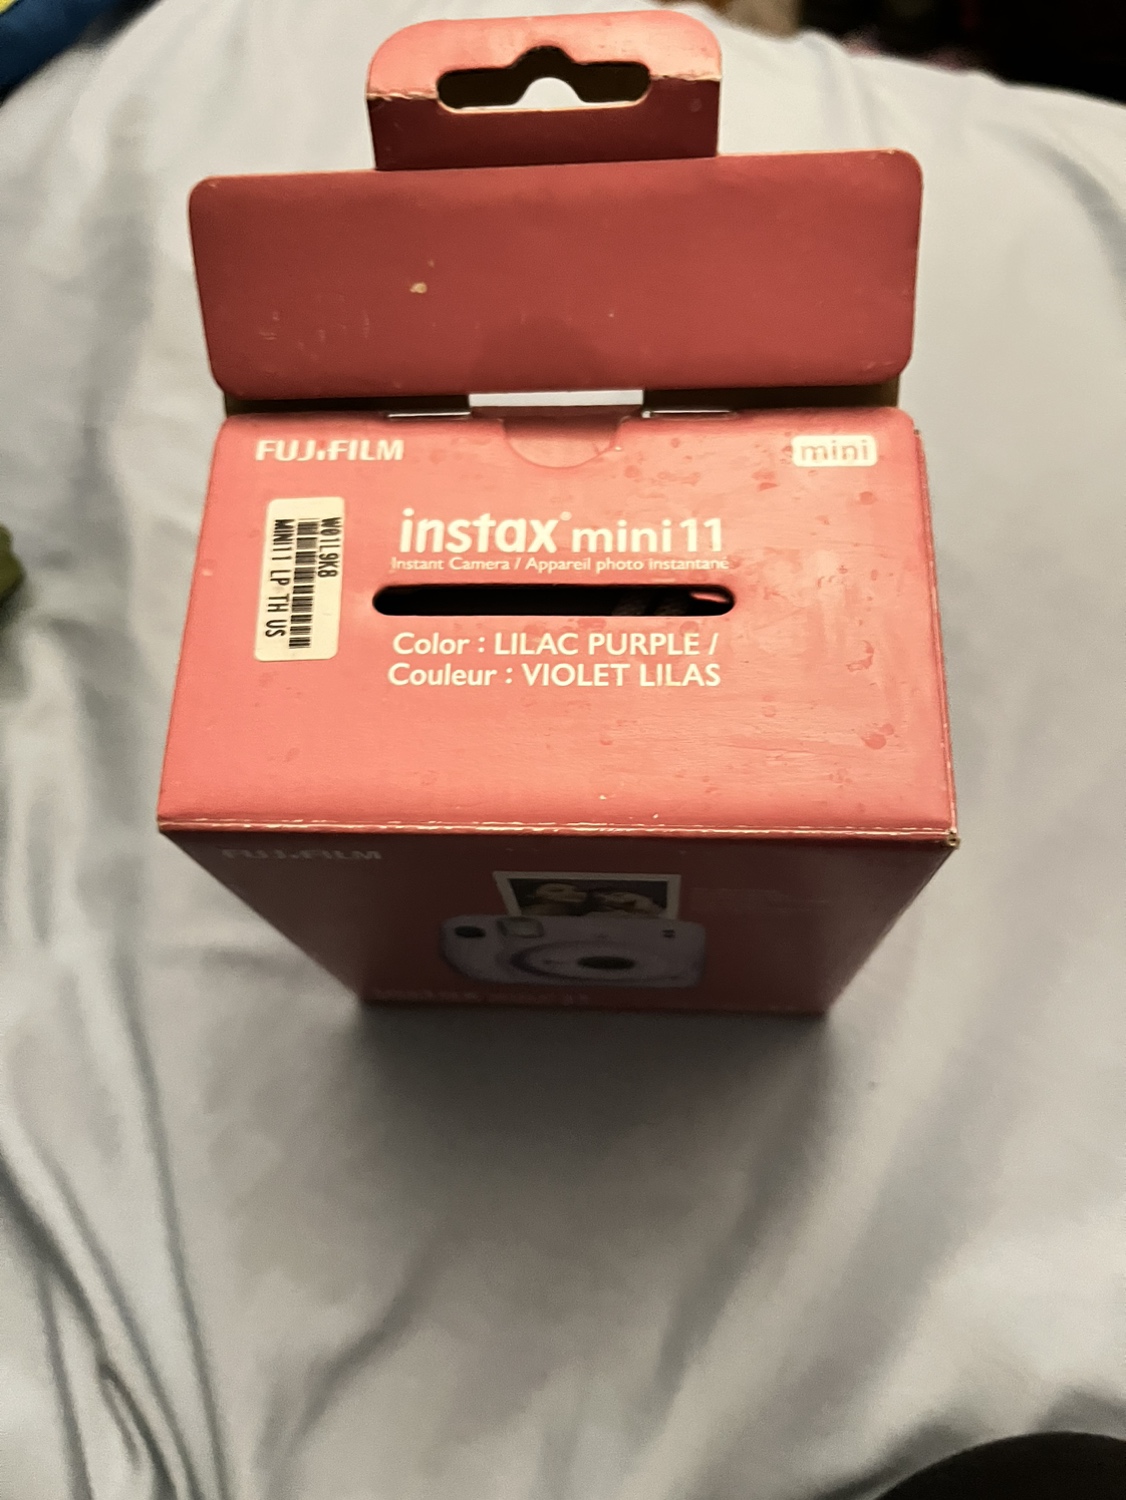 FUJIFILM
mini
instax mini 11
Instant Camera / Appareil photo instantané
Color : LILAC PURPLE /
Couleur : VIOLET LILAS
W01L9K8
MINI11 LP TH US
FUJIFILM